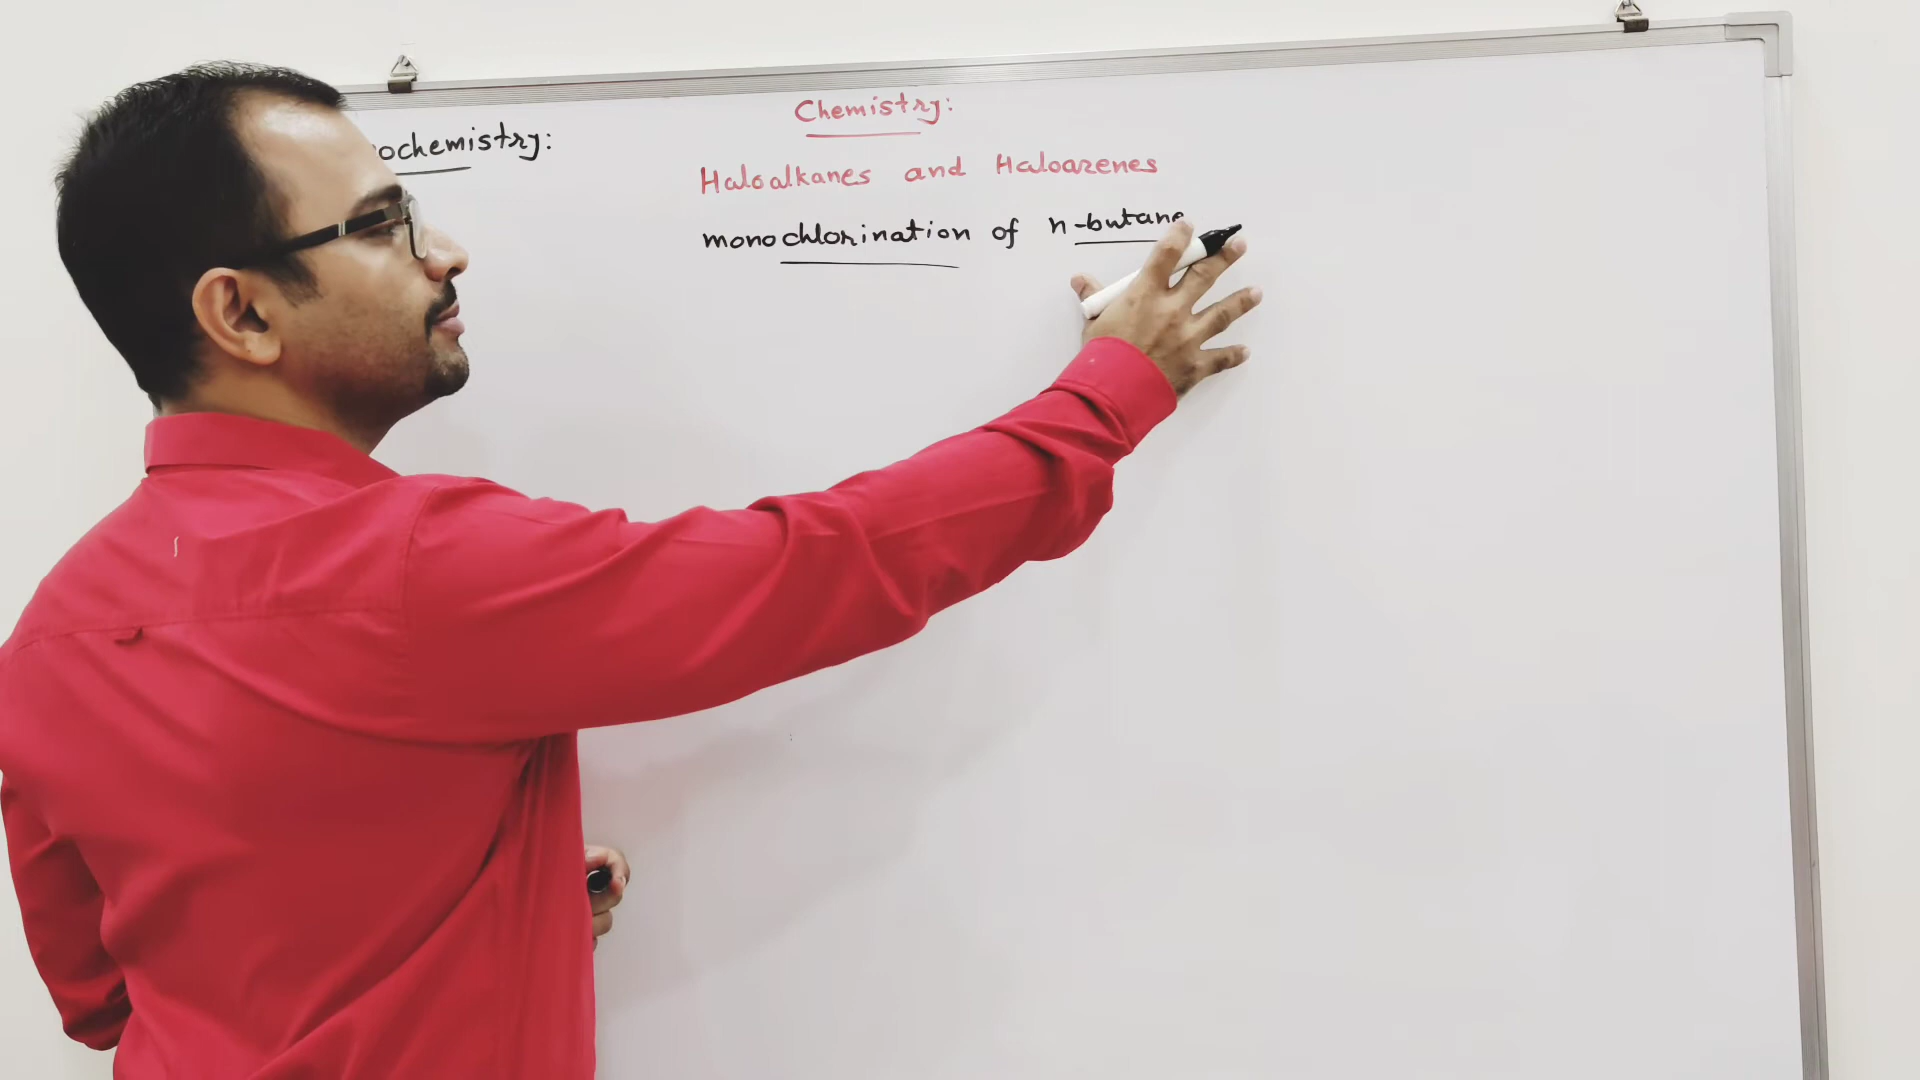 Chemistry:
ochemistry:
Haloalkanes and Haloarenes
monochlorination of n-butane